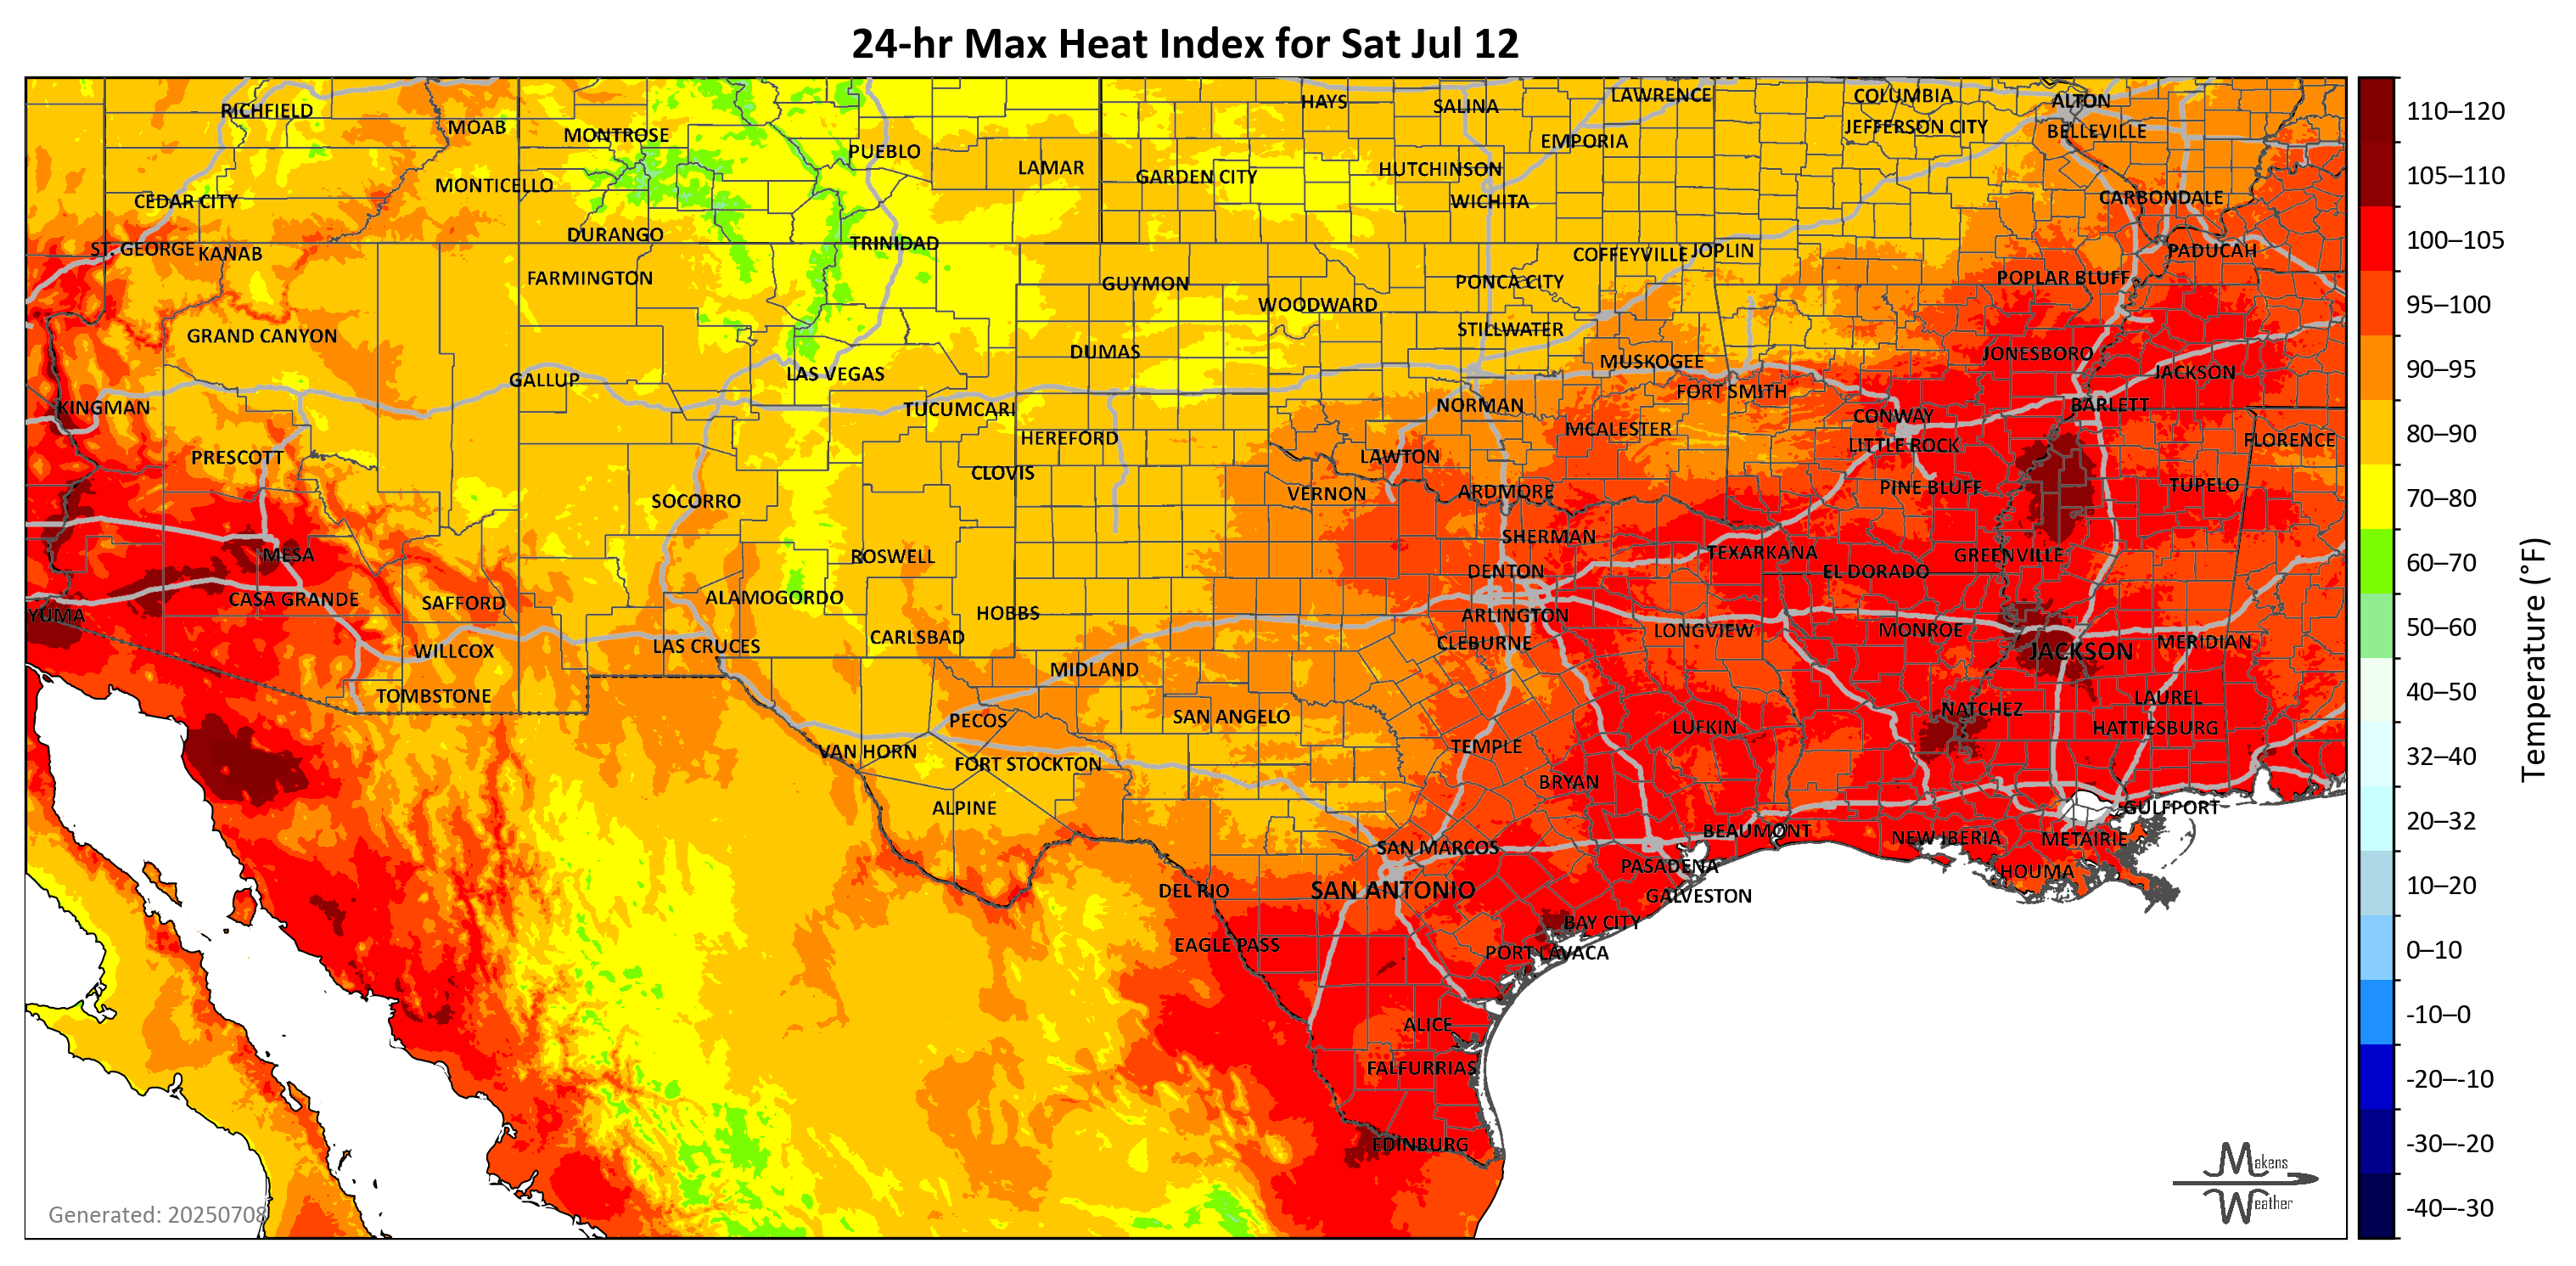 24-hr Max Heat Index for Sat Jul 12
RICHFIELD
MOAB
MONTROSE
PUEBLO
LAMAR
HAYS
SALINA
LAWRENCE
COLUMBIA
ALTON
JEFFERSON CITY
BELLEVILLE
EMPORIA
HUTCHINSON
GARDEN CITY
MONTICELLO
CEDAR CITY
WICHITA
CARBONDALE
DURANGO
TRINIDAD
ST. GEORGE
KANAB
COFFEYVILLE
JOPLIN
PADUCAH
FARMINGTON
GUYMON
PONCA CITY
POPLAR BLUFF
WOODWARD
STILLWATER
GRAND CANYON
DUMAS
MUSKOGEE
JONESBORO
GALLUP
LAS VEGAS
FORT SMITH
JACKSON
KINGMAN
TUCUMCARI
NORMAN
CONWAY
BARLETT
HEREFORD
MCALESTER
LITTLE ROCK
FLORENCE
PRESCOTT
CLOVIS
LAWTON
SOCORRO
VERNON
ARDMORE
PINE BLUFF
TUPELO
MESA
ROSWELL
SHERMAN
TEXARKANA
GREENVILLE
DENTON
EL DORADO
CASA GRANDE
SAFFORD
ALAMOGORDO
HOBBS
YUMA
ARLINGTON
LAS CRUCES
CARLSBAD
CLEBURNE
LONGVIEW
MONROE
JACKSON
MERIDIAN
WILLCOX
MIDLAND
TOMBSTONE
LAUREL
PECOS
SAN ANGELO
NATCHEZ
LUFKIN
HATTIESBURG
VAN HORN
FORT STOCKTON
TEMPLE
BRYAN
ALPINE
GULFPORT
SAN MARCOS
BEAUMONT
NEW IBERIA
METAIRIE
PASADENA
HOUMA
DEL RIO
SAN ANTONIO
GALVESTON
EAGLE PASS
BAY CITY
PORT LAVACA
ALICE
FALFURRIAS
EDINBURG
Generated: 20250708
Makens
Weather
110–120
105–110
100–105
95–100
90–95
80–90
70–80
60–70
50–60
40–50
32–40
20–32
10–20
0–10
-10–0
-20–-10
-30–-20
-40–-30
Temperature (°F)